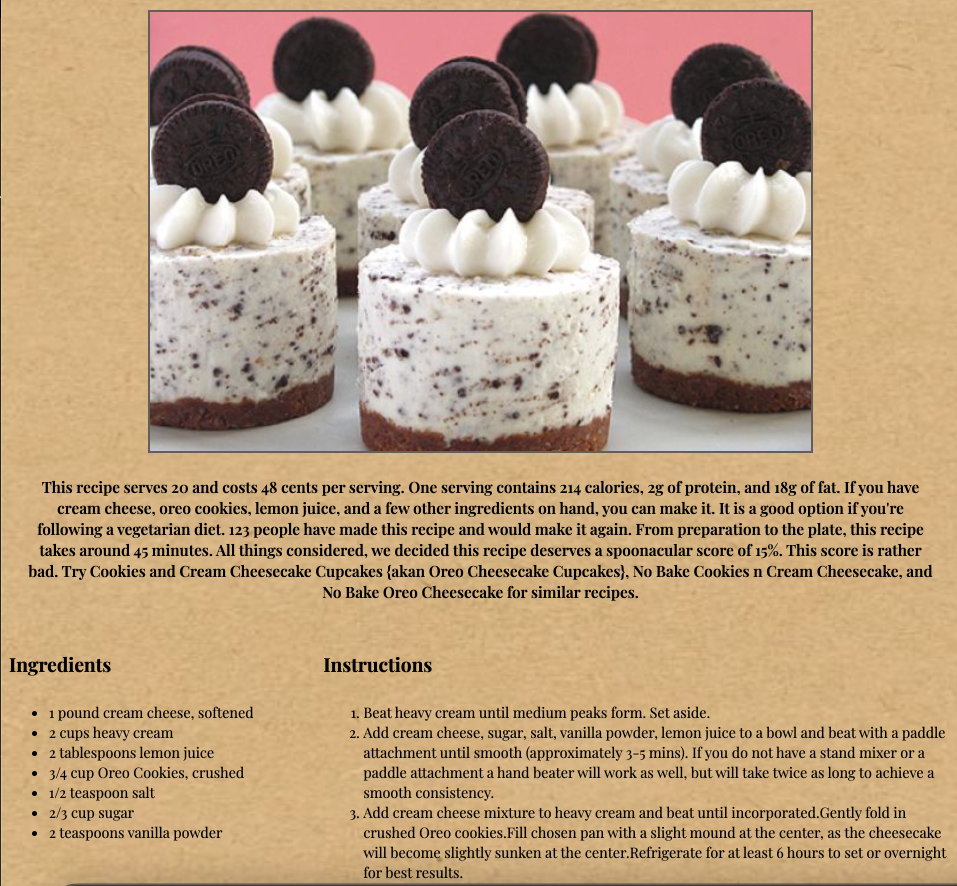 OREO
OREO
OREO
This recipe serves 20 and costs 48 cents per serving. One serving contains 214 calories, 2g of protein, and 18g of fat. If you have
cream cheese, oreo cookies, lemon juice, and a few other ingredients on hand, you can make it. It is a good option if you're
following a vegetarian diet. 123 people have made this recipe and would make it again. From preparation to the plate, this recipe
takes around 45 minutes. All things considered, we decided this recipe deserves a spoonacular score of 15%. This score is rather
bad. Try Cookies and Cream Cheesecake Cupcakes {akan Oreo Cheesecake Cupcakes}, No Bake Cookies n Cream Cheesecake, and
No Bake Oreo Cheesecake for similar recipes.
Ingredients
• 1 pound cream cheese, softened
• 2 cups heavy cream
• 2 tablespoons lemon juice
• 3/4 cup Oreo Cookies, crushed
• 1/2 teaspoon salt
• 2/3 cup sugar
• 2 teaspoons vanilla powder
Instructions
1. Beat heavy cream until medium peaks form. Set aside.
2. Add cream cheese, sugar, salt, vanilla powder, lemon juice to a bowl and beat with a paddle
attachment until smooth (approximately 3-5 mins). If you do not have a stand mixer or a
paddle attachment a hand beater will work as well, but will take twice as long to achieve a
smooth consistency.
3. Add cream cheese mixture to heavy cream and beat until incorporated.Gently fold in
crushed Oreo cookies.Fill chosen pan with a slight mound at the center, as the cheesecake
will become slightly sunken at the center.Refrigerate for at least 6 hours to set or overnight
for best results.